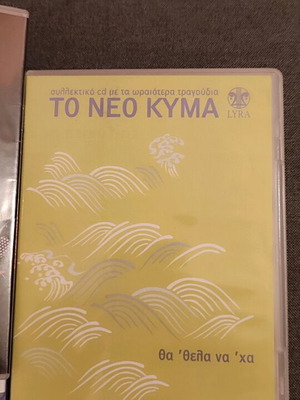 συλλεκτικό cd με τα ωραιότερα τραγούδια
ΤΟ ΝΕΟ ΚΥΜΑ
LYRA
θα 'θελα να 'χα